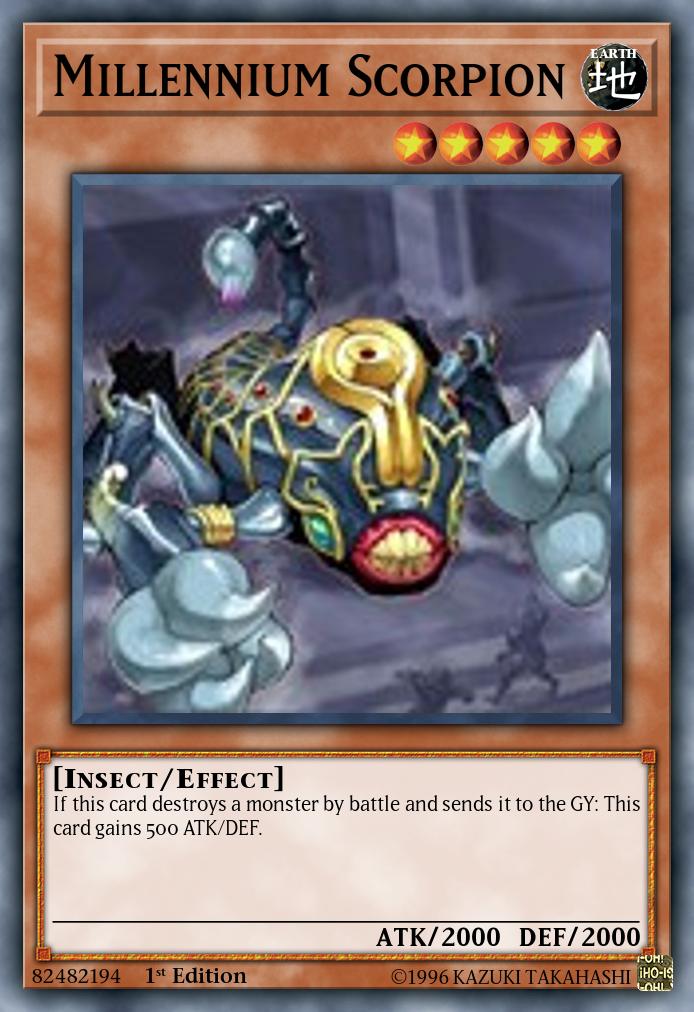 Millennium Scorpion
EARTH
地
[Insect/Effect]
If this card destroys a monster by battle and sends it to the GY: This
card gains 500 ATK/DEF.
ATK/2000 DEF/2000
82482194 1st Edition ©1996 KAZUKI TAKAHASHI